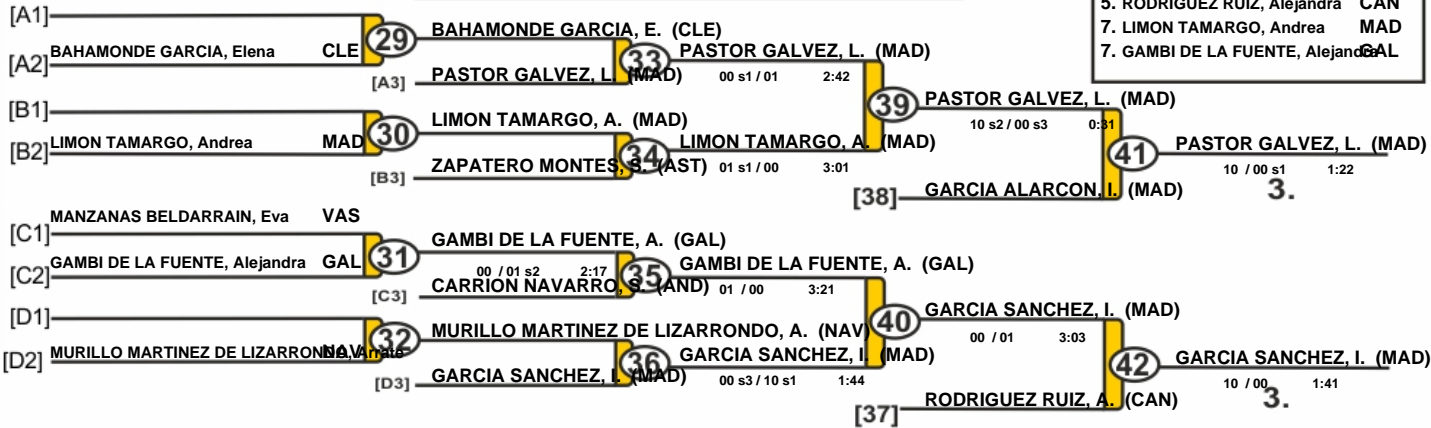 [A1]
[A2] BAHAMONDE GARCIA, Elena CLE
29
BAHAMONDE GARCIA, E. (CLE)
[A3] PASTOR GALVEZ, L. (MAD)
33
PASTOR GALVEZ, L. (MAD)
00 s1 / 01 2:42
[B1]
[B2] LIMON TAMARGO, Andrea MAD
30
LIMON TAMARGO, A. (MAD)
[B3] ZAPATERO MONTES, S. (AST)
34
LIMON TAMARGO, A. (MAD)
01 s1 / 00 3:01
39
PASTOR GALVEZ, L. (MAD)
10 s2 / 00 s3 0:31
[38] GARCIA ALARCON, I. (MAD)
41
PASTOR GALVEZ, L. (MAD)
10 / 00 s1 1:22
3.
[C1] MANZANAS BELDARRAIN, Eva VAS
[C2] GAMBI DE LA FUENTE, Alejandra GAL
31
GAMBI DE LA FUENTE, A. (GAL)
00 / 01 s2 2:17
[C3] CARRION NAVARRO, S. (AND)
35
GAMBI DE LA FUENTE, A. (GAL)
01 / 00 3:21
[D1]
[D2] MURILLO MARTINEZ DE LIZARRONDO, Arrate NAV
32
MURILLO MARTINEZ DE LIZARRONDO, A. (NAV)
[D3] GARCIA SANCHEZ, I. (MAD)
36
GARCIA SANCHEZ, I. (MAD)
00 s3 / 10 s1 1:44
40
GARCIA SANCHEZ, I. (MAD)
00 / 01 3:03
[37] RODRIGUEZ RUIZ, A. (CAN)
42
GARCIA SANCHEZ, I. (MAD)
10 / 00 1:41
3.
5. RODRIGUEZ RUIZ, Alejandra CAN
7. LIMON TAMARGO, Andrea MAD
7. GAMBI DE LA FUENTE, Alejandra GAL